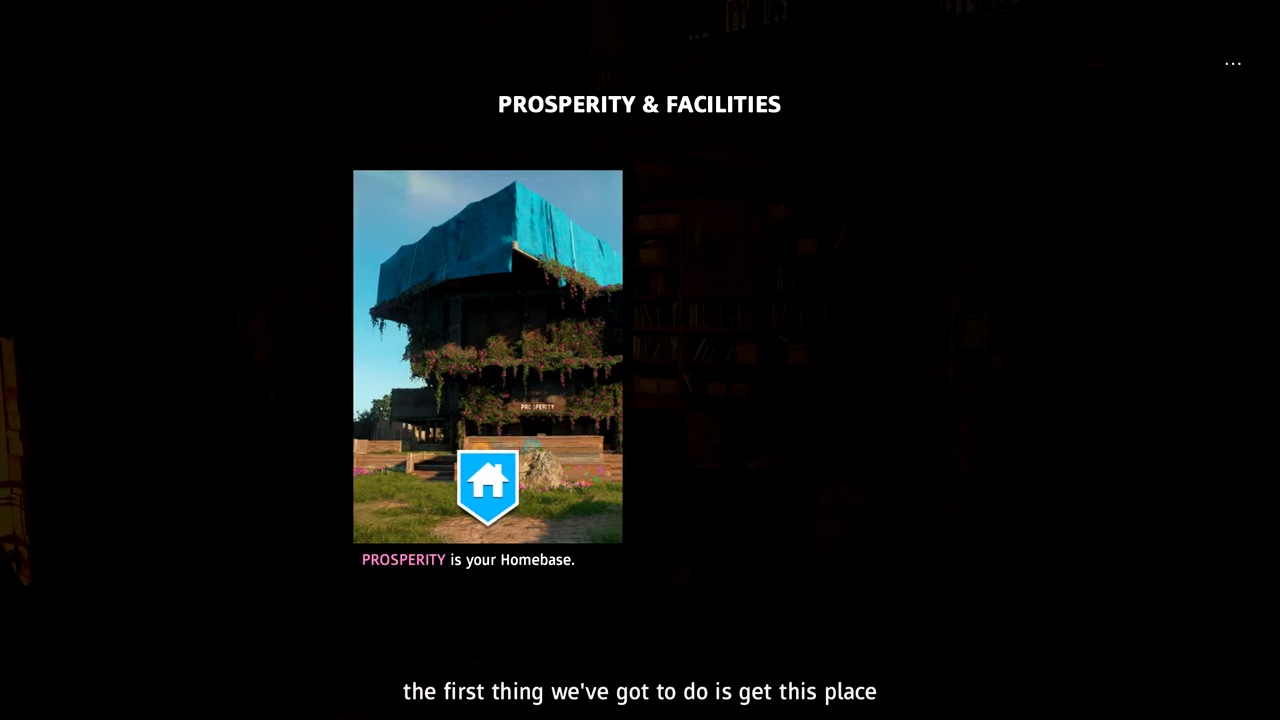 ...
PROSPERITY & FACILITIES
PROSPERITY
PROSPERITY is your Homebase.
the first thing we've got to do is get this place